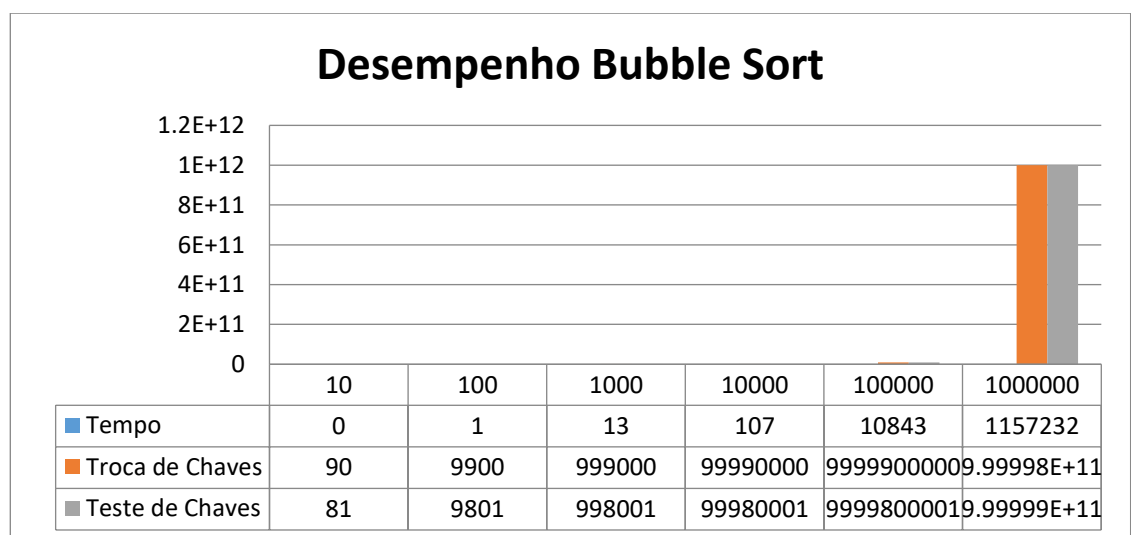 Desempenho Bubble Sort
1.2E+12
1E+12
8E+11
6E+11
4E+11
2E+11
0
10 100 1000 10000 100000 1000000
Tempo 0 1 13 107 10843 1157232
Troca de Chaves 90 9900 999000 99990000 9999900000 9.99998E+11
Teste de Chaves 81 9801 998001 99980001 9999800001 9.99999E+11